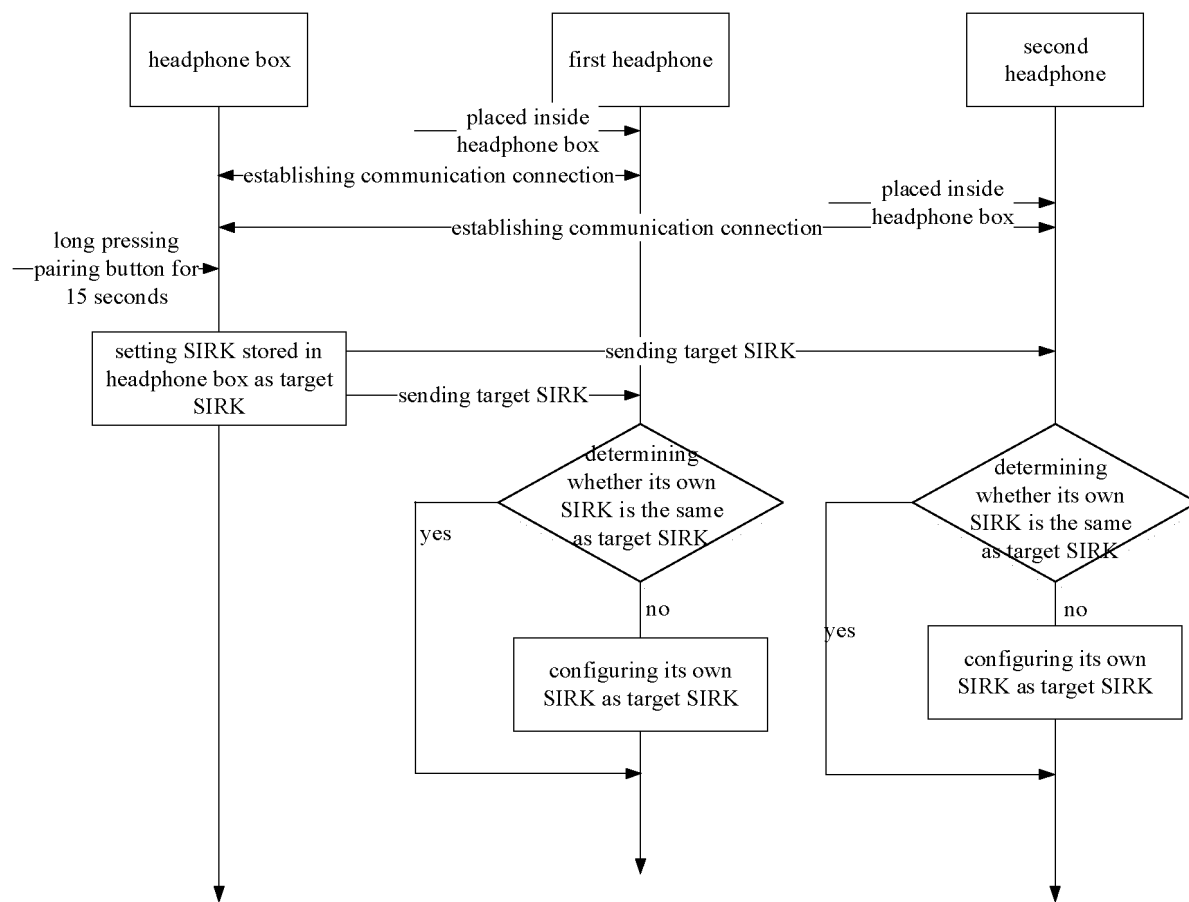 headphone box
first headphone
second
headphone
placed inside
headphone box
establishing communication connection
placed inside
headphone box
establishing communication connection
long pressing
pairing button for
15 seconds
setting SIRK stored in
headphone box as target
SIRK
sending target SIRK
sending target SIRK
determining
whether its own
SIRK is the same
as target SIRK
determining
whether its own
SIRK is the same
as target SIRK
yes
no
yes
no
configuring its own
SIRK as target SIRK
configuring its own
SIRK as target SIRK